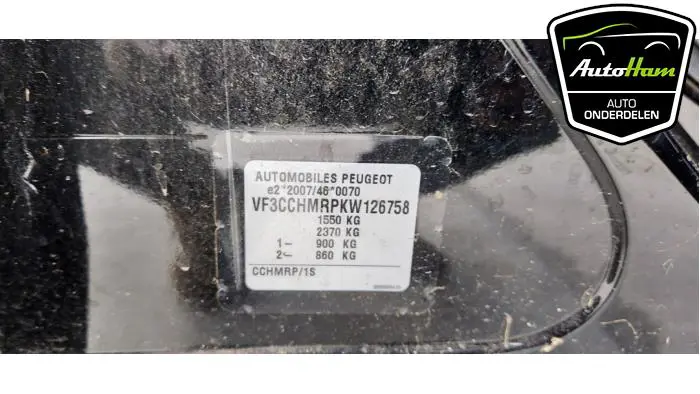 AutoHam
AUTO
ONDERDELEN
AUTOMOBILES PEUGEOT
e2*2007/46*0070
VF3CCHMRPKW126758
1550 KG
2370 KG
1- 900 KG
2- 860 KG
CCHMRP/1S